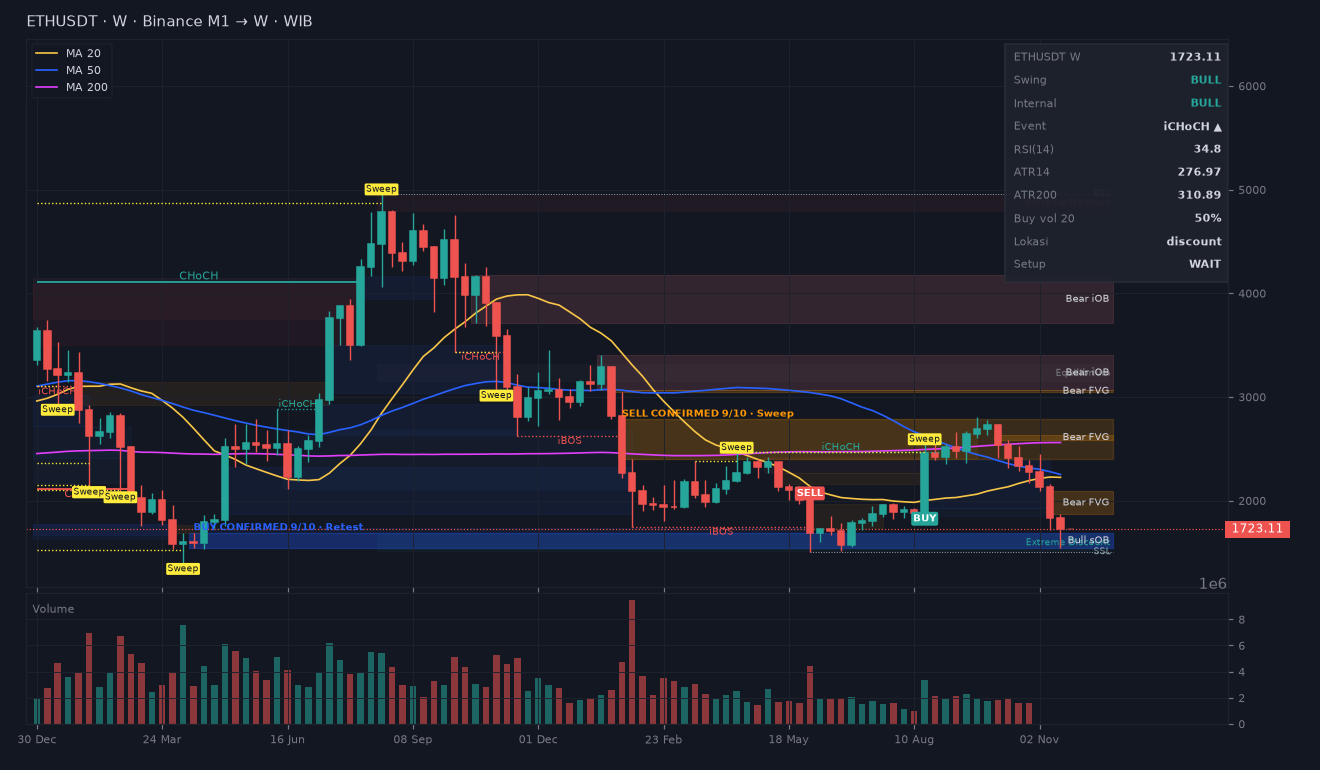 ETHUSDT · W · Binance M1 → W · WIB
MA 20
MA 50
MA 200
ETHUSDT W 1723.11
Swing BULL
Internal BULL
Event iCHoCH ▲
RSI(14) 34.8
ATR14 276.97
ATR200 310.89
Buy vol 20 50%
Lokasi discount
Setup WAIT
6000
5000
4000
3000
2000
1723.11
1e6
Sweep
CHoCH
Bear iOB
iCHoCH
Bear iOB
Bear FVG
iCHoCH
Sweep
iCHoCH
Sweep
SELL CONFIRMED 9/10 · Sweep
iBOS
Sweep
iCHoCH
Sweep
Bear FVG
Sweep
Sweep
SELL
Bear FVG
BUY
BUY CONFIRMED 9/10 · Retest
iBOS
Bull sOB
SSL
Sweep
Volume
8
6
4
2
0
30 Dec
24 Mar
16 Jun
08 Sep
01 Dec
23 Feb
18 May
10 Aug
02 Nov